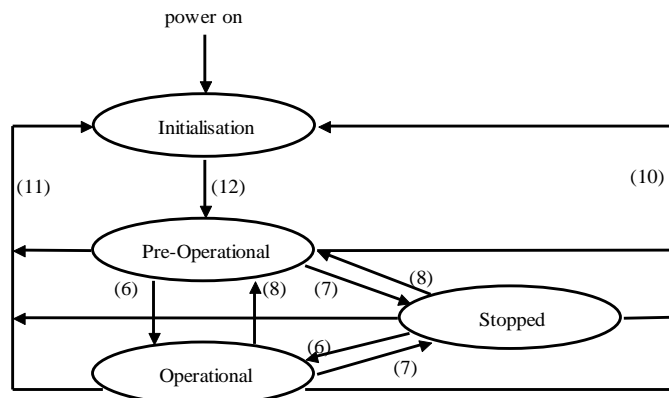 power on
Initialisation
(11)
(12)
(10)
Pre-Operational
(6)
(8)
(7)
(8)
Stopped
(6)
(7)
Operational